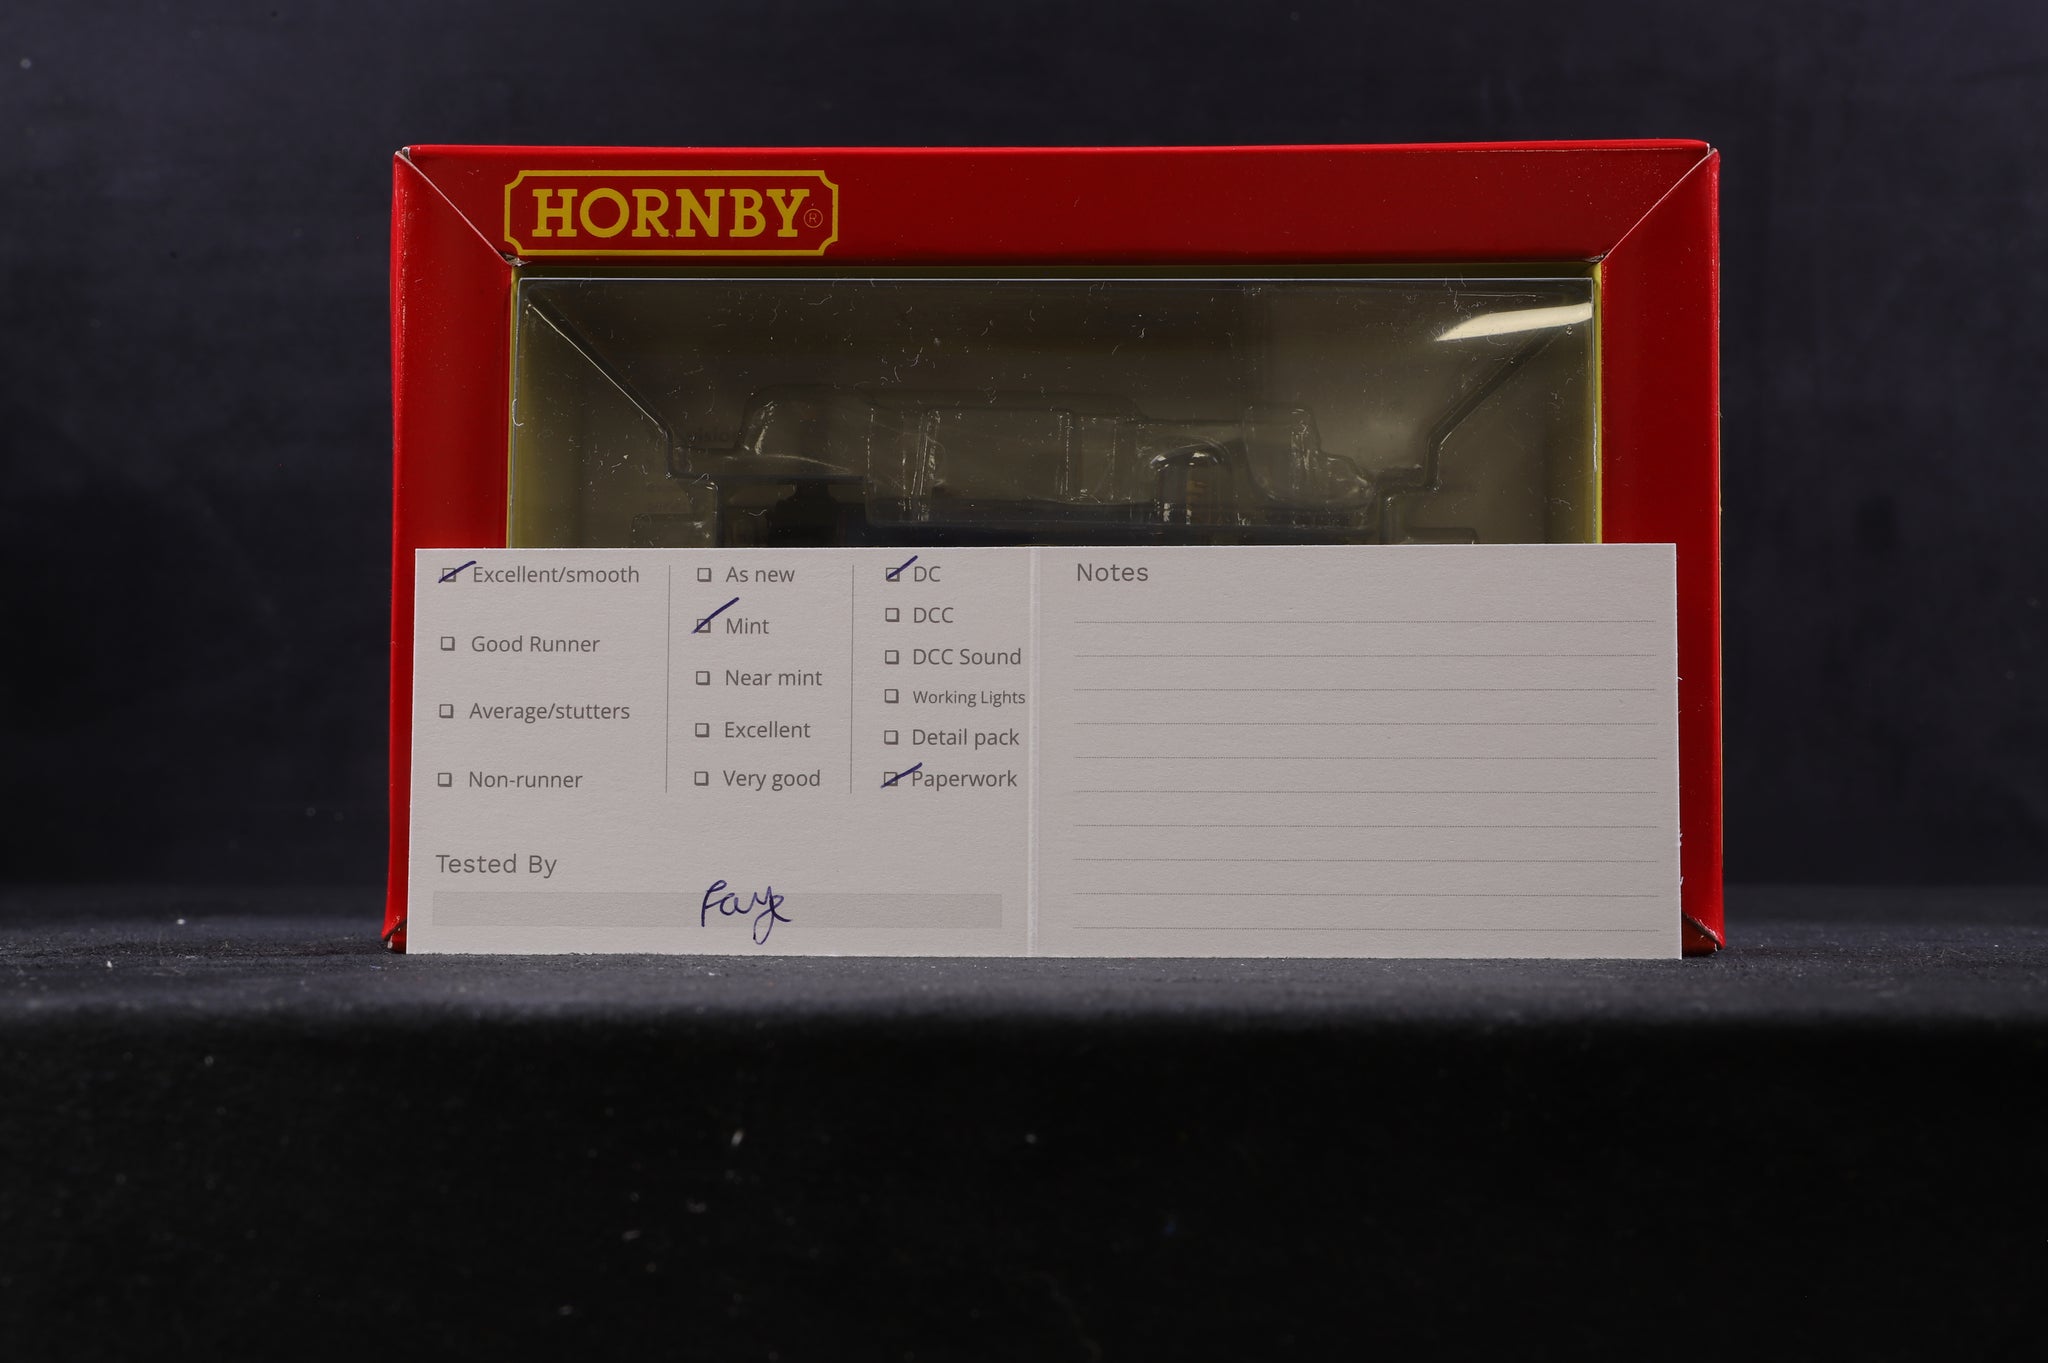 HORNBY®
Excellent/smooth
Good Runner
Average/stutters
Non-runner
As new
Mint
Near mint
Excellent
Very good
DC
DCC
DCC Sound
Working Lights
Detail pack
Paperwork
Tested By
Faye
Notes